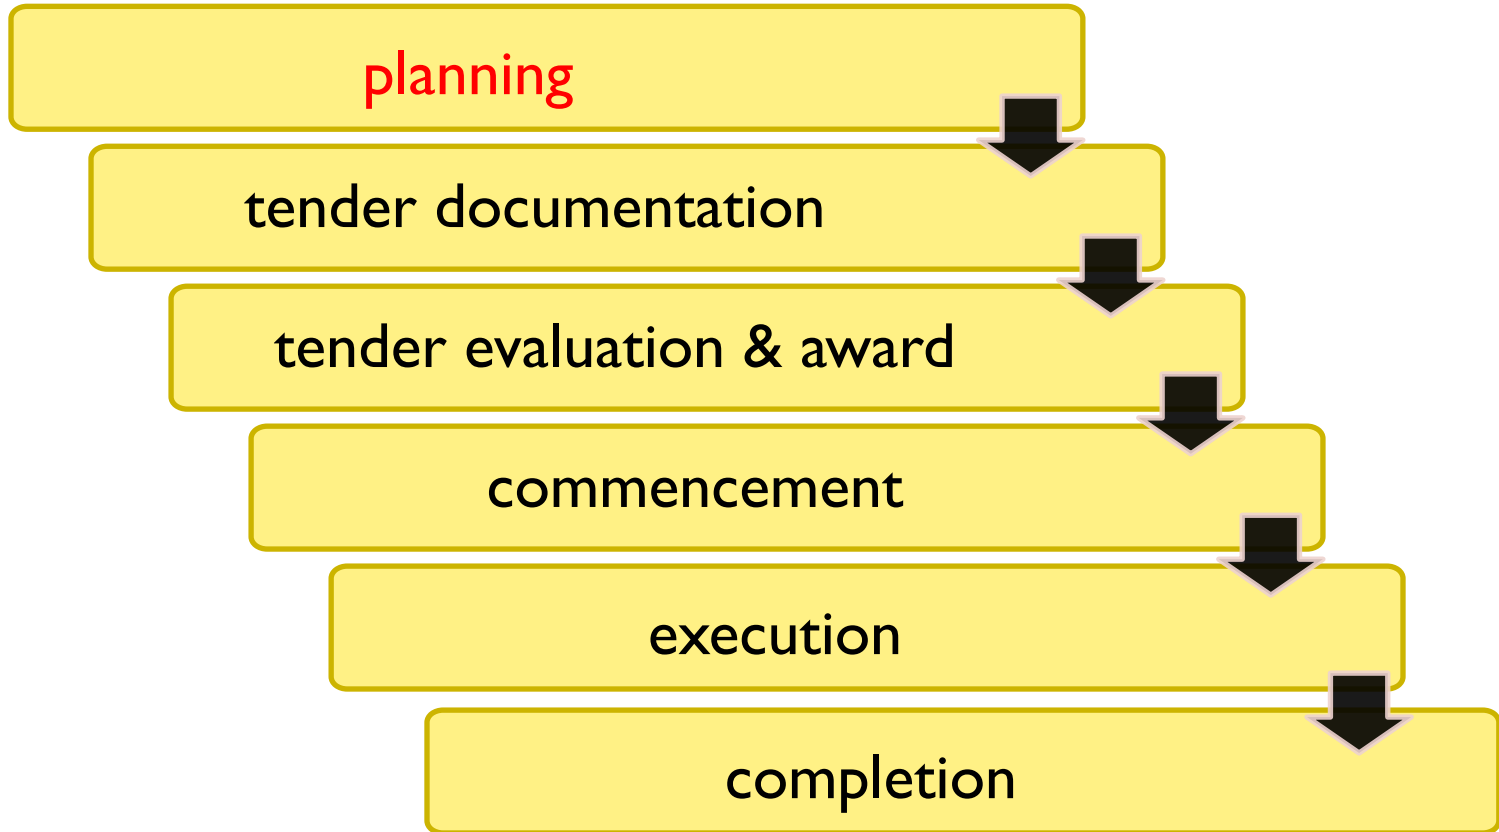 planning
tender documentation
tender evaluation & award
commencement
execution
completion